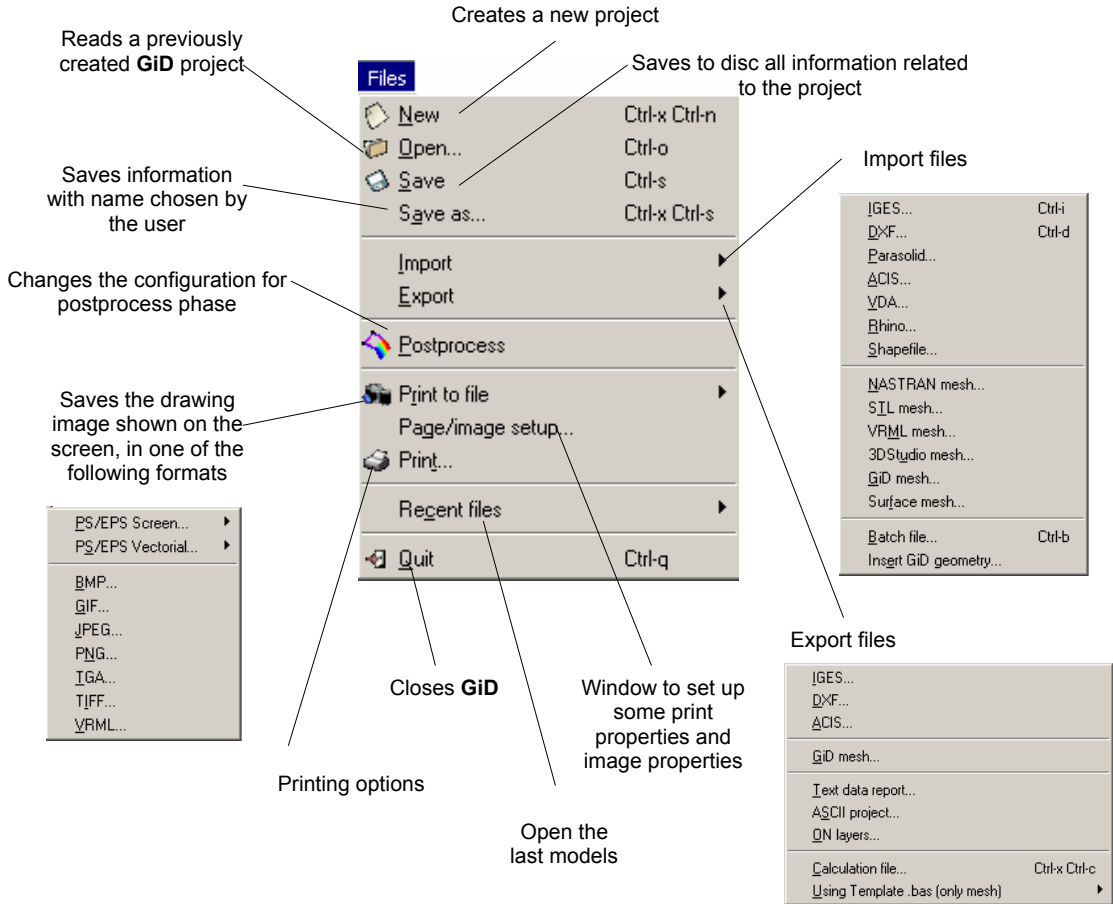 Creates a new project
Reads a previously
created GiD project
Saves to disc all information related
to the project
Files
New Ctrl-x Ctrl-n
Open... Ctrl-o
Save Ctrl-s
Save as... Ctrl-x Ctrl-s
Import
Export
Postprocess
Print to file
Page/image setup...
Print...
Recent files
Quit Ctrl-q
Saves information
with name chosen by
the user
Changes the configuration for
postprocess phase
Saves the drawing
image shown on the
screen, in one of the
following formats
PS/EPS Screen...
PS/EPS Vectorial...
BMP...
GIF...
JPEG...
PNG...
TGA...
TIFF...
VRML...
Import files
IGES... Ctrl-i
DXF... Ctrl-d
Parasolid...
ACIS...
VDA...
Rhino...
Shapefile...
NASTRAN mesh...
STL mesh...
VRML mesh...
3DStudio mesh...
GiD mesh...
Surface mesh...
Batch file... Ctrl-b
Insert GiD geometry...
Closes GiD
Window to set up
some print
properties and
image properties
Printing options
Open the
last models
Export files
IGES...
DXF...
ACIS...
GiD mesh...
Text data report...
ASCII project...
ON layers...
Calculation file... Ctrl-x Ctrl-c
Using Template .bas (only mesh)